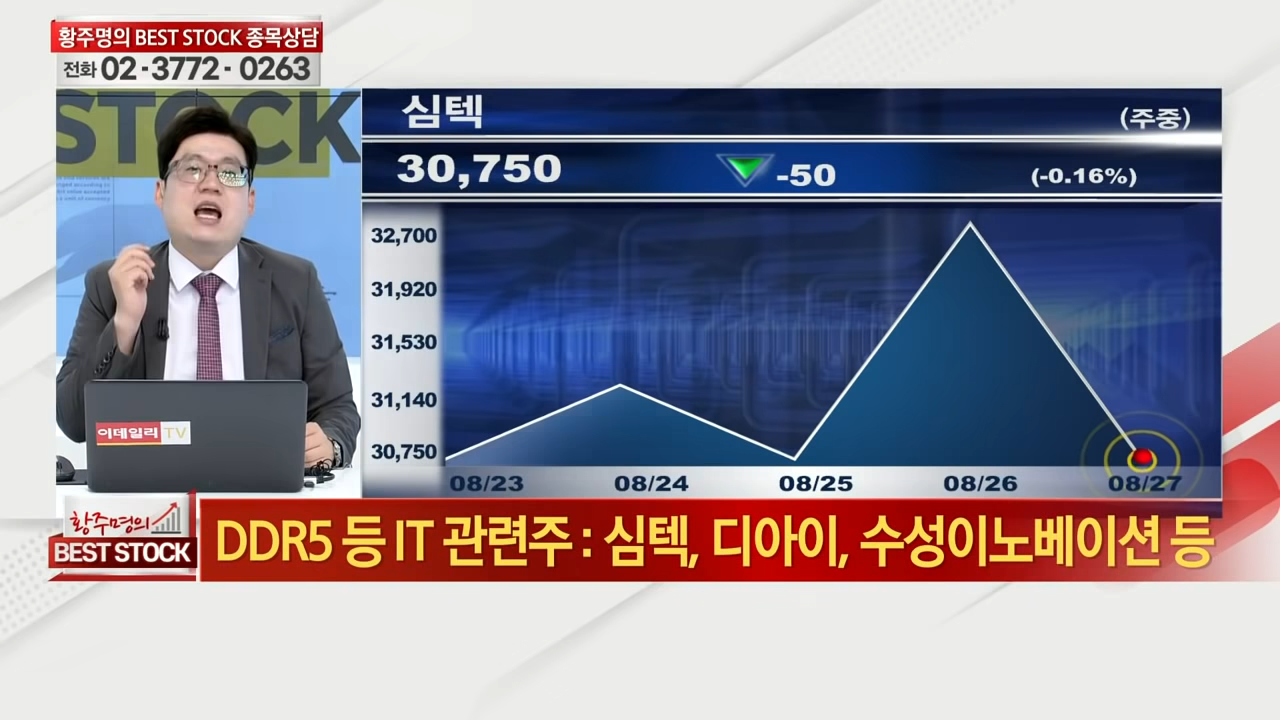 황주명의 BEST STOCK 종목상담
전화 02-3772-0263
STOCK
심텍
(주중)
30,750
-50
(-0.16%)
32,700
31,920
31,530
31,140
30,750
08/23
08/24
08/25
08/26
08/27
이데일리 TV
황주명의
BEST STOCK
DDR5 등 IT 관련주 : 심텍, 디아이, 수성이노베이션 등